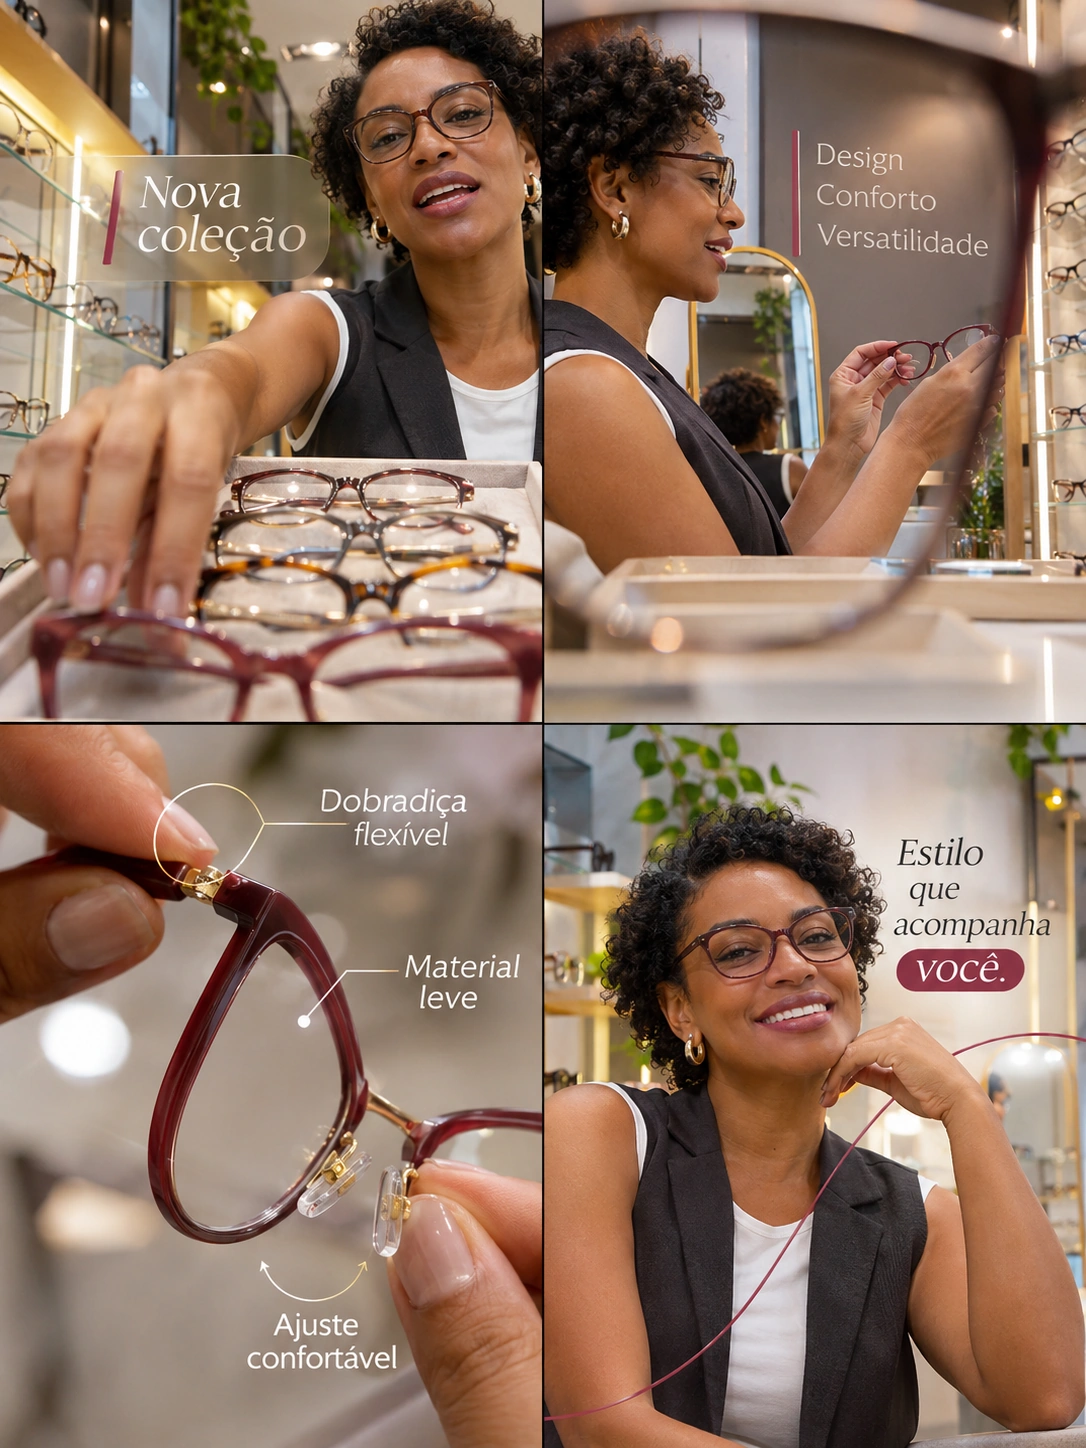 Nova
coleção
Design
Conforto
Versatilidade
Dobradiça
flexível
Material
leve
Ajuste
confortável
Estilo
que
acompanha
você.